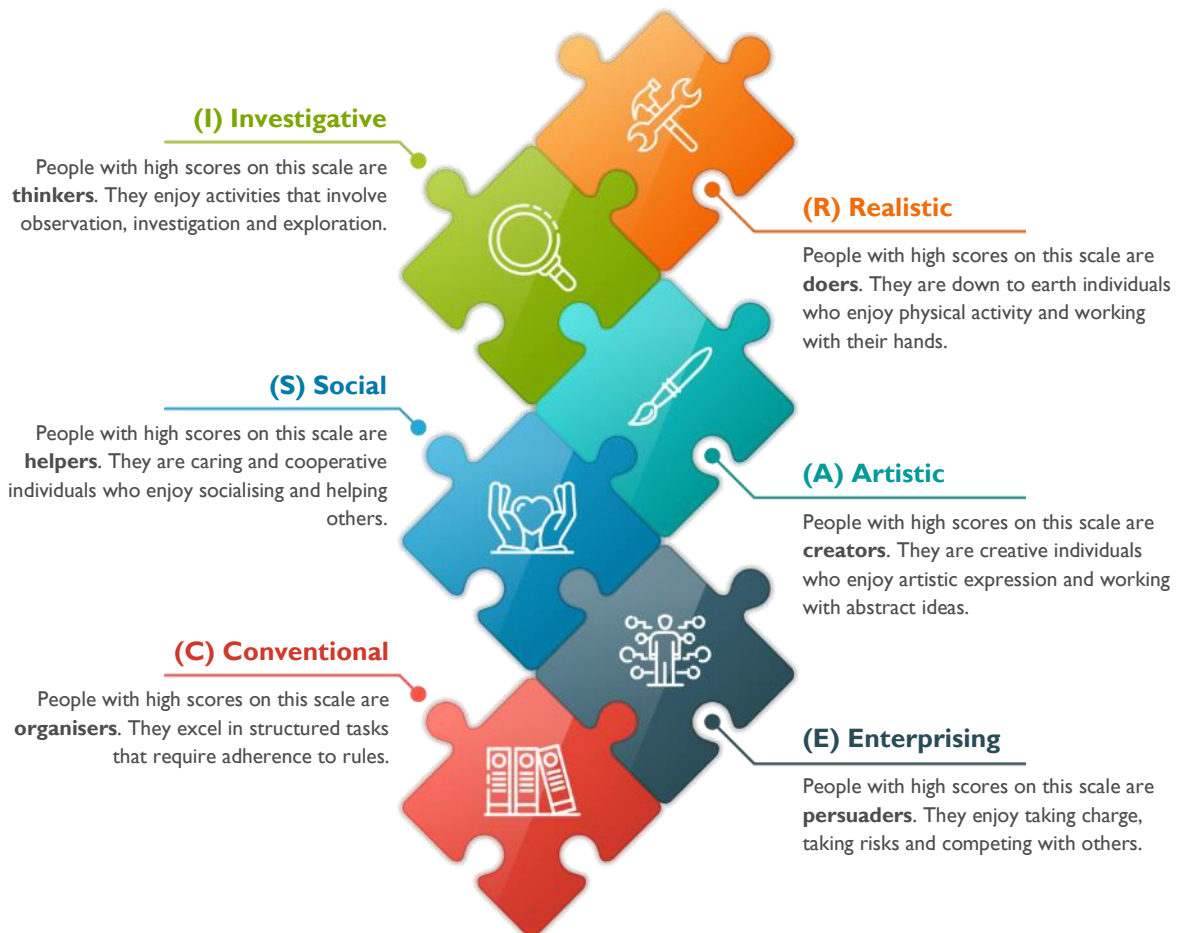 (I) Investigative
People with high scores on this scale are
thinkers. They enjoy activities that involve
observation, investigation and exploration.
(R) Realistic
People with high scores on this scale are
doers. They are down to earth individuals
who enjoy physical activity and working
with their hands.
(S) Social
People with high scores on this scale are
helpers. They are caring and cooperative
individuals who enjoy socialising and helping
others.
(A) Artistic
People with high scores on this scale are
creators. They are creative individuals
who enjoy artistic expression and working
with abstract ideas.
(C) Conventional
People with high scores on this scale are
organisers. They excel in structured tasks
that require adherence to rules.
(E) Enterprising
People with high scores on this scale are
persuaders. They enjoy taking charge,
taking risks and competing with others.